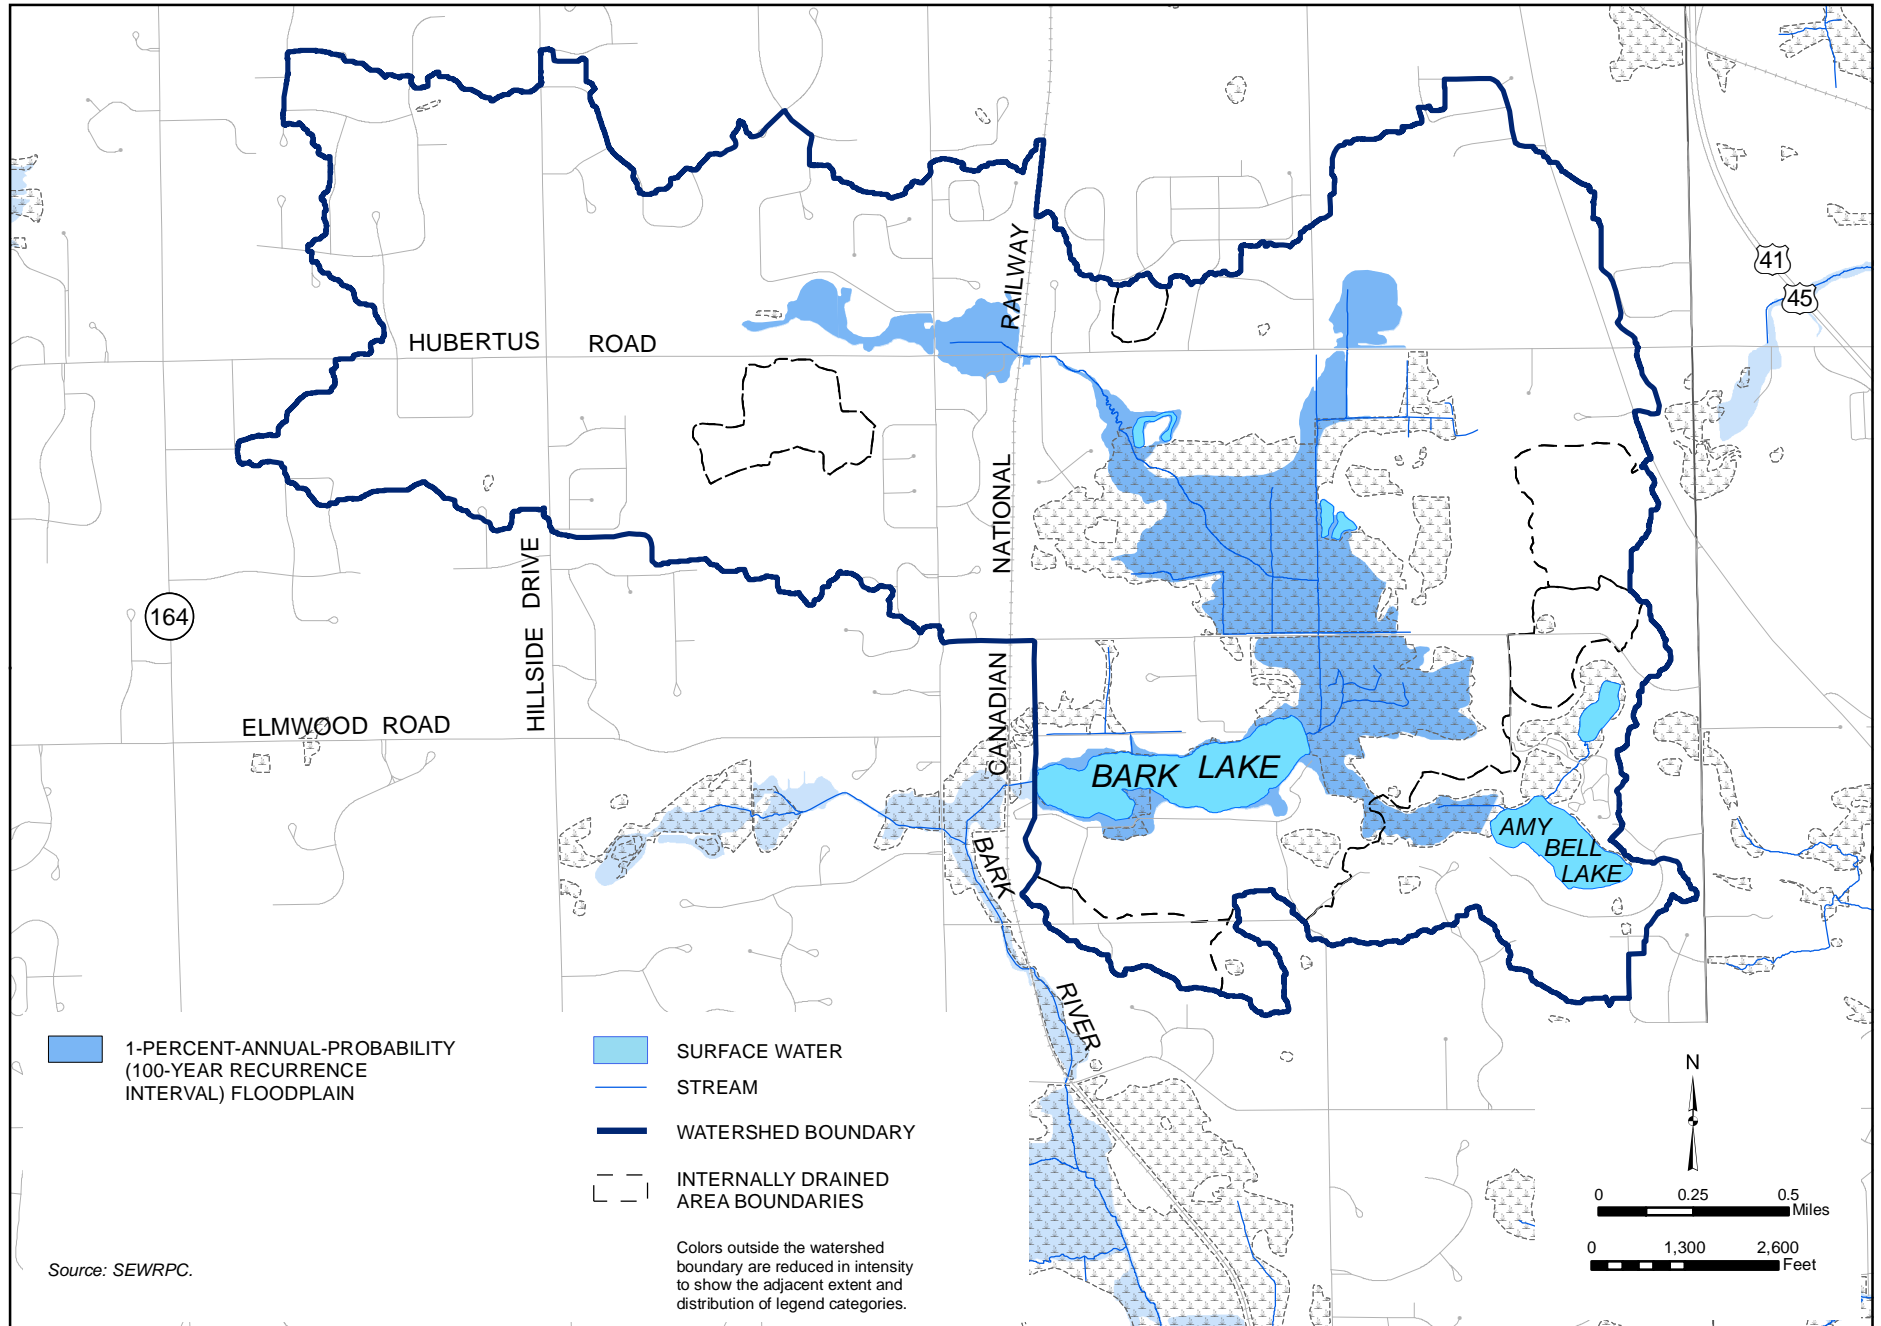 41
45
RAILWAY
HUBERTUS ROAD
NATIONAL
HILLSIDE DRIVE
164
CANADIAN
ELMWOOD ROAD
BARK LAKE
AMY
BELL
LAKE
BARK
RIVER
1-PERCENT-ANNUAL-PROBABILITY
(100-YEAR RECURRENCE
INTERVAL) FLOODPLAIN
SURFACE WATER
STREAM
WATERSHED BOUNDARY
INTERNALLY DRAINED
AREA BOUNDARIES
Colors outside the watershed
boundary are reduced in intensity
to show the adjacent extent and
distribution of legend categories.
Source: SEWRPC.
N
0 0.25 0.5
Miles
0 1,300 2,600
Feet